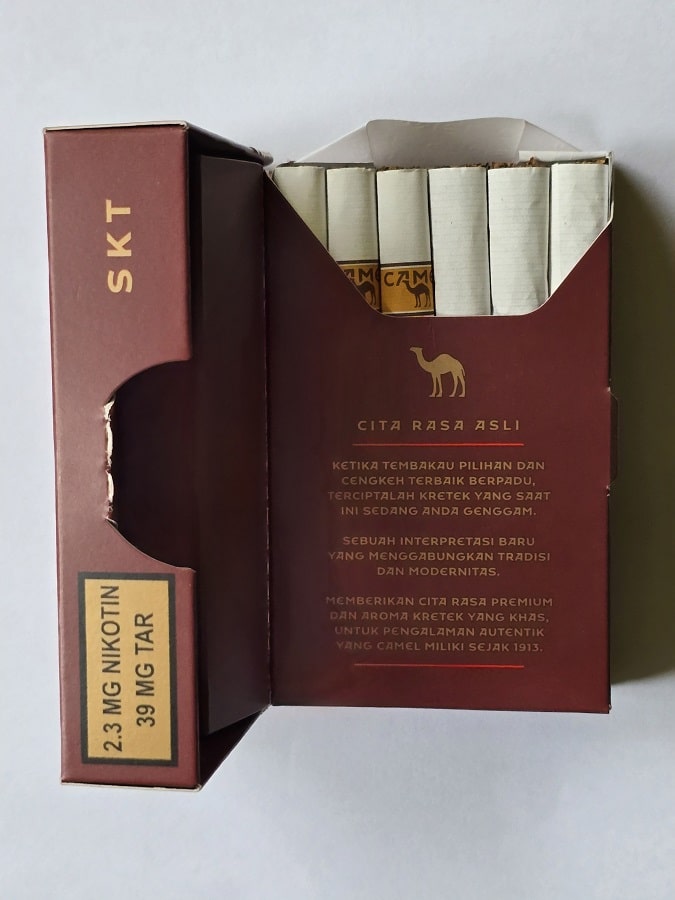 SKT
2.3 MG NIKOTIN
39 MG TAR
CAM
CAME
CITA RASA ASLI
KETIKA TEMBAKAU PILIHAN DAN
CENGKEH TERBAIK BERPADU,
TERCIPTALAH KRETEK YANG SAAT
INI SEDANG ANDA GENGGAM.
SEBUAH INTERPRETASI BARU
YANG MENGGABUNGKAN TRADISI
DAN MODERNITAS.
MEMBERIKAN CITA RASA PREMIUM
DAN AROMA KRETEK YANG KHAS,
UNTUK PENGALAMAN AUTENTIK
YANG CAMEL MILIKI SEJAK 1913.